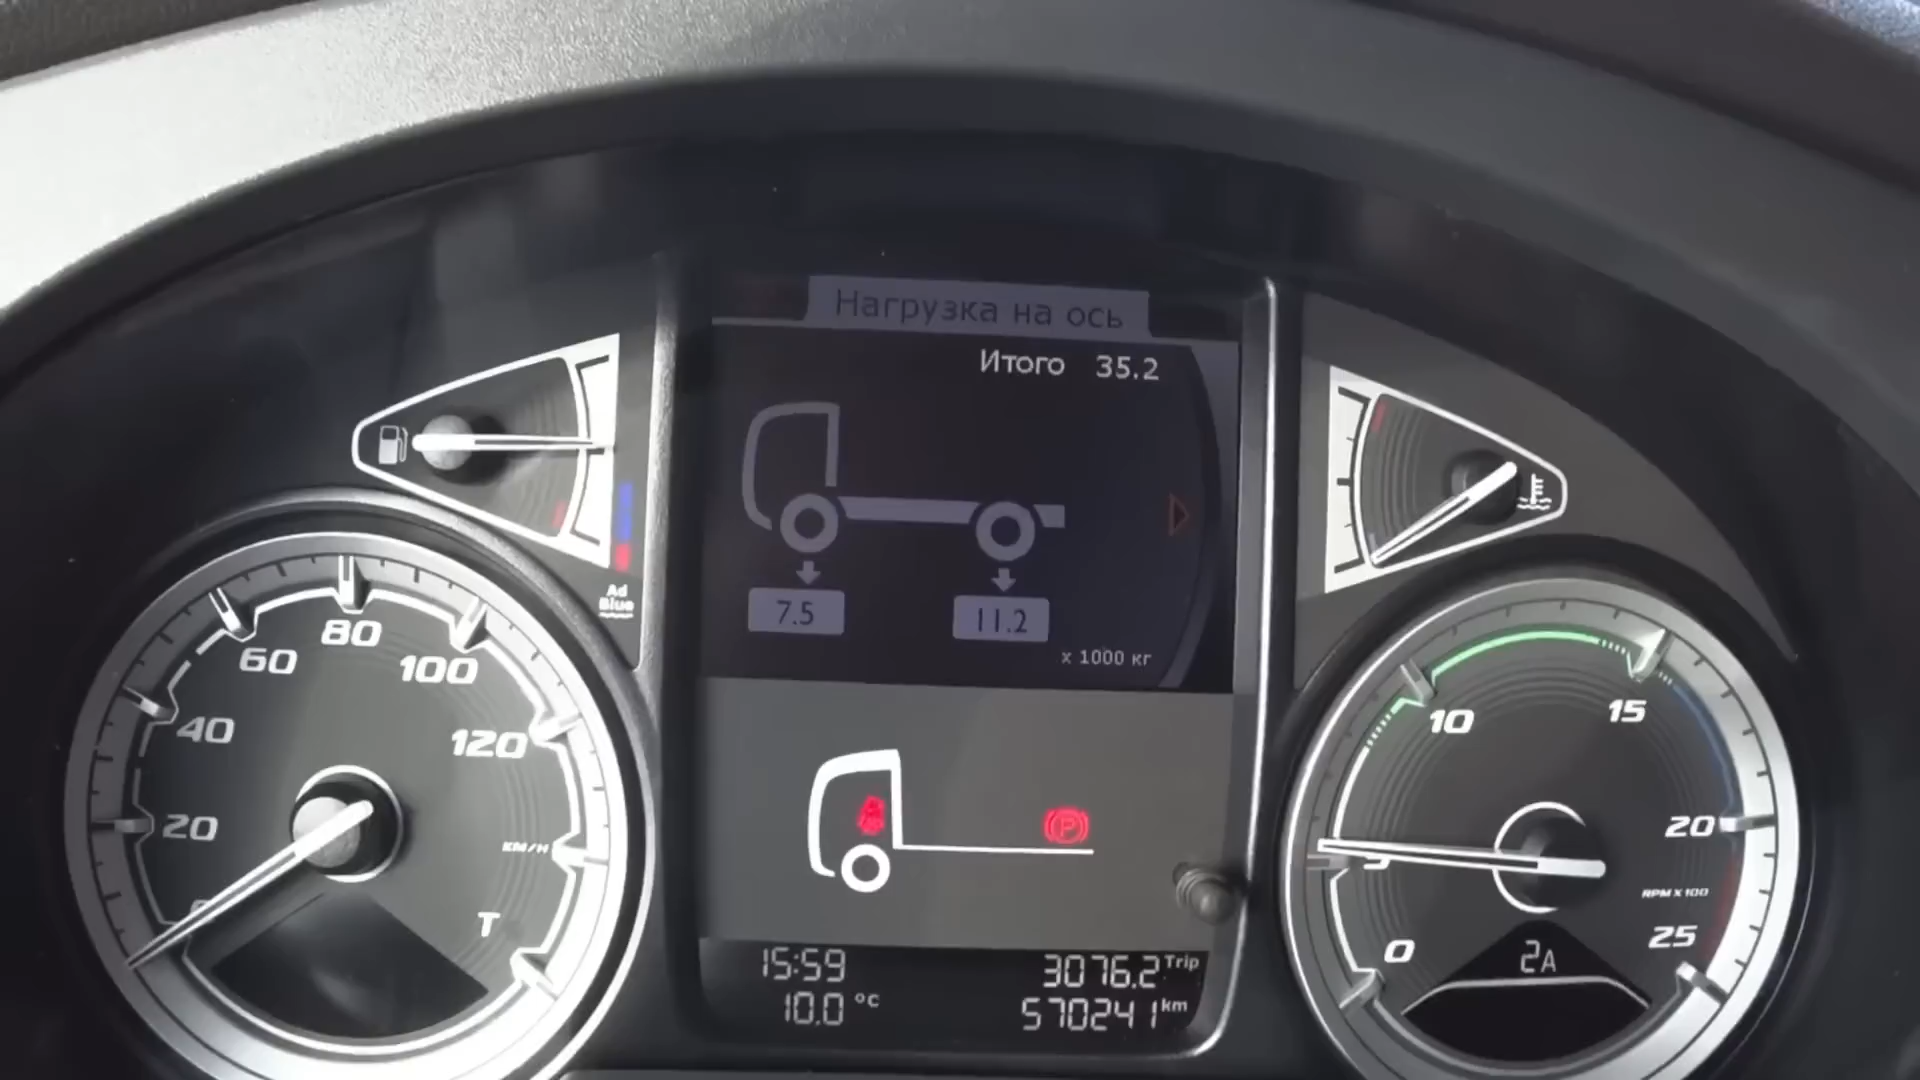 Нагрузка на ось
Итого 35.2
7.5 11.2
x 1000 кг
Ad
Blue
20
40
60
80
100
120
KM/H
T
P
0
10
15
20
25
RPM X 100
2A
15:59
3076.2 Trip
10.0 °C
570241 km